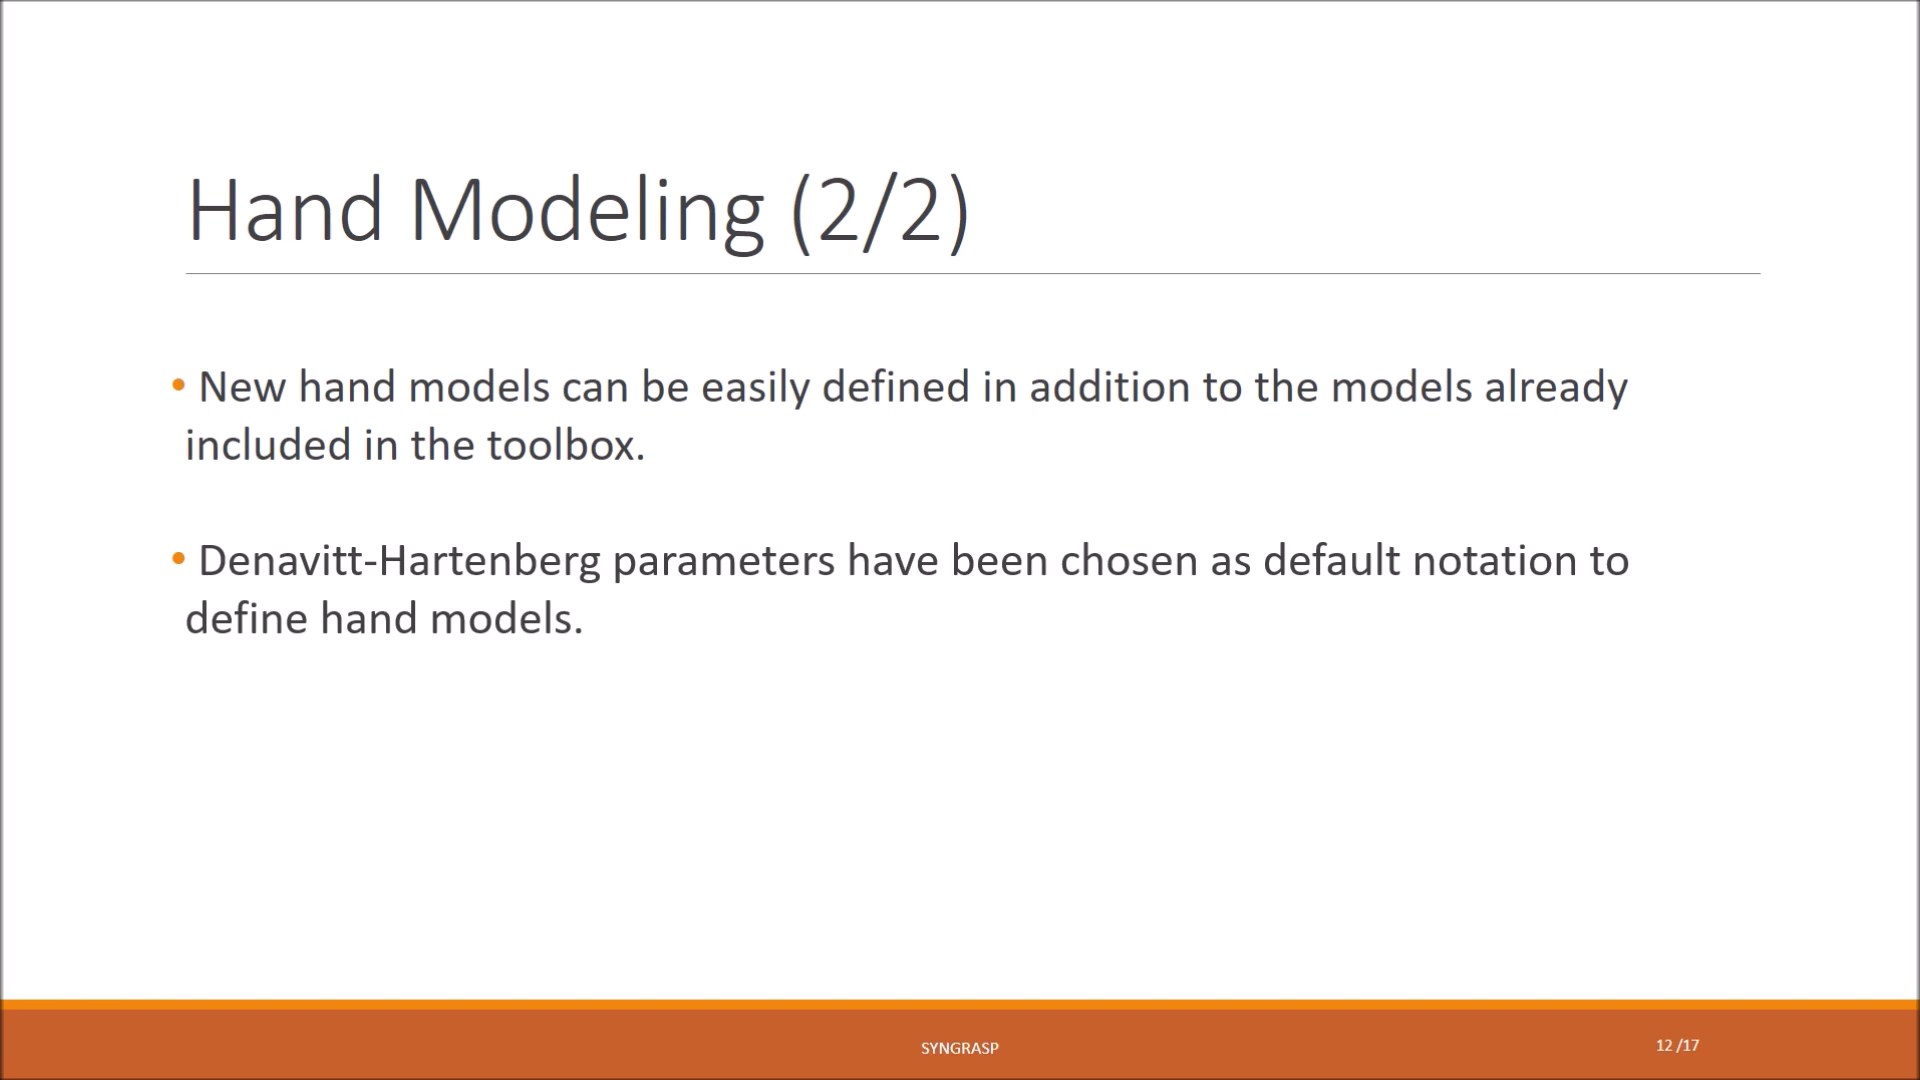 Hand Modeling (2/2)
• New hand models can be easily defined in addition to the models already
included in the toolbox.
• Denavitt-Hartenberg parameters have been chosen as default notation to
define hand models.
SYNGRASP
12 /17